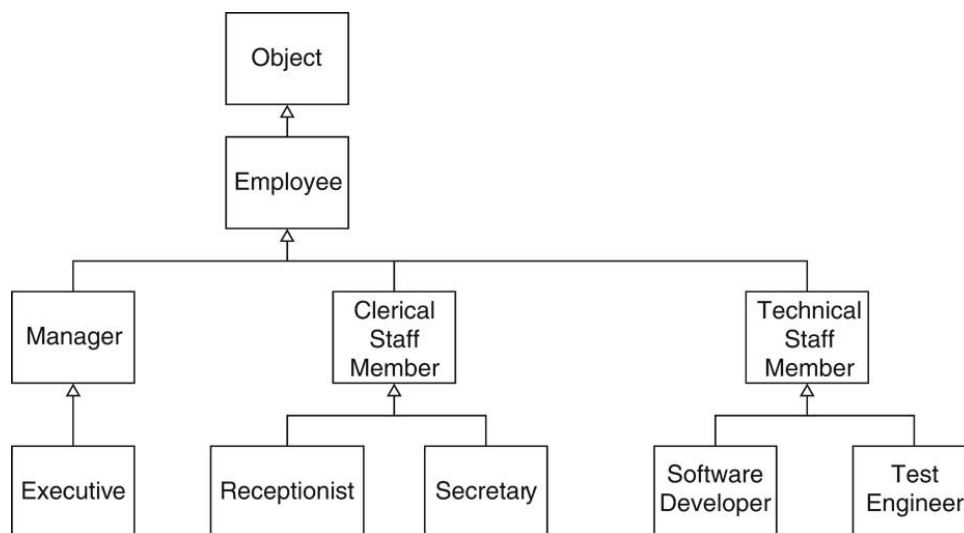 Object
Employee
Manager
Clerical
Staff
Member
Technical
Staff
Member
Executive
Receptionist
Secretary
Software
Developer
Test
Engineer